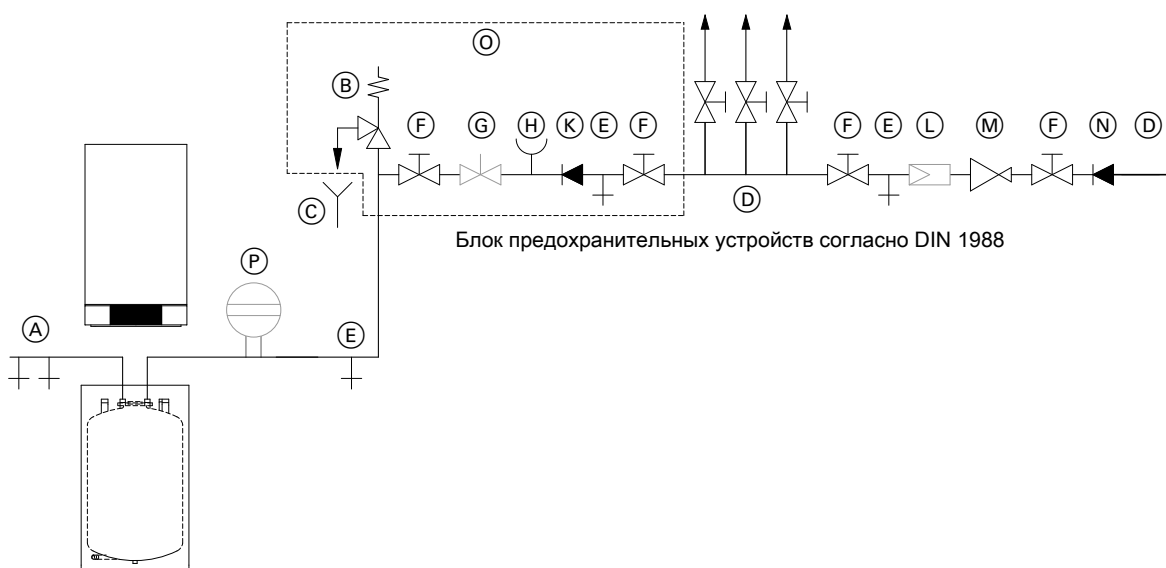 O
B
F G H K E F F E L M F N D
C D
Блок предохранительных устройств согласно DIN 1988
P
A E